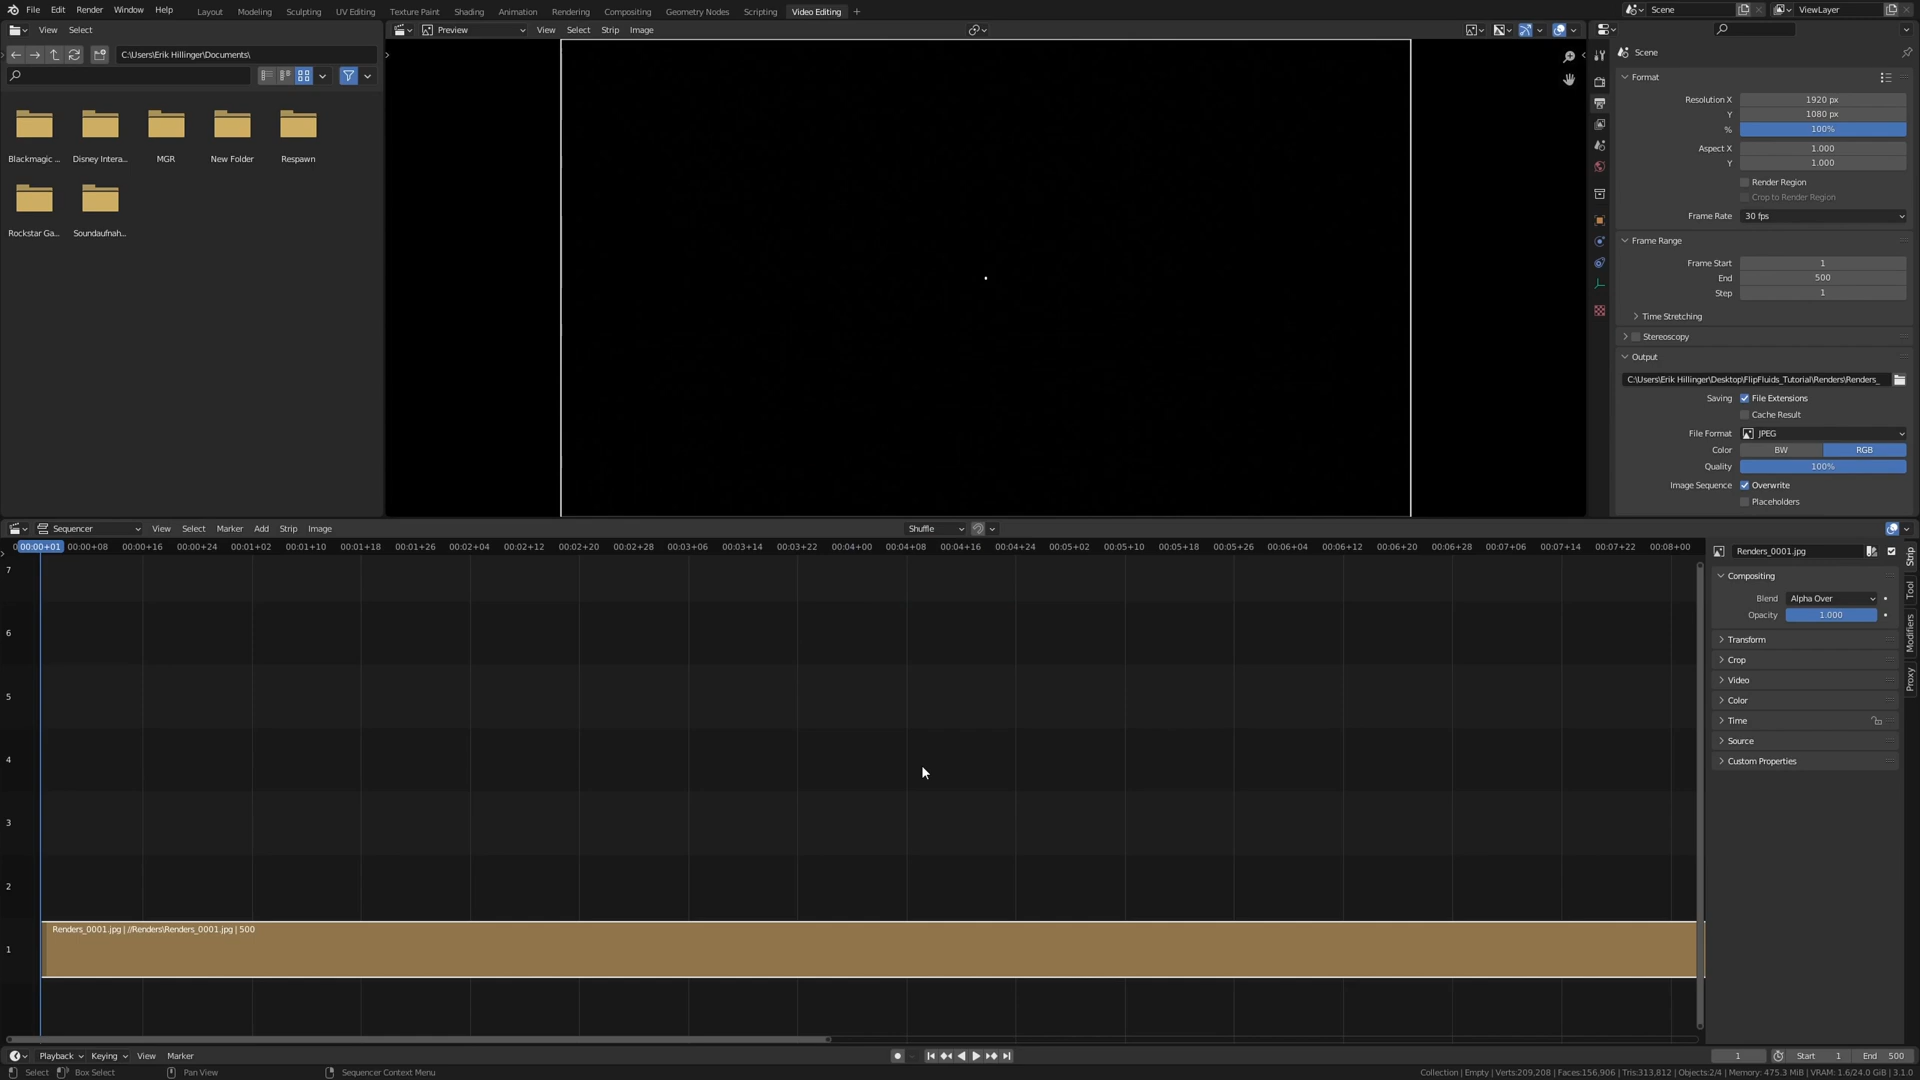 File Edit Render Window Help Layout Modeling Sculpting UV Editing Texture Paint Shading Animation Rendering Compositing Geometry Nodes Scripting Video Editing + Scene ViewLayer
View Select
C:\Users\Erik Hillinger\Documents\
Blackmagic ... Disney Intera... MGR New Folder Respawn
Rockstar Ga... Soundaufnah...
Preview View Select Strip Image
Scene
Format
Resolution X 1920 px
Y 1080 px
% 100%
Aspect X 1.000
Y 1.000
Render Region
Crop to Render Region
Frame Rate 30 fps
Frame Range
Frame Start 1
End 500
Step 1
Time Stretching
Stereoscopy
Output
C:\Users\Erik Hillinger\Desktop\FlipFluids_Tutorial\Renders\Renders_
Saving File Extensions
Cache Result
File Format JPEG
Color BW RGB
Quality 100%
Image Sequence Overwrite
Placeholders
Sequencer View Select Marker Add Strip Image Shuffle
0 00:00+01 00:00+08 00:00+16 00:00+24 00:01+02 00:01+10 00:01+18 00:01+26 00:02+04 00:02+12 00:02+20 00:02+28 00:03+06 00:03+14 00:03+22 00:04+00 00:04+08 00:04+16 00:04+24 00:05+02 00:05+10 00:05+18 00:05+26 00:06+04 00:06+12 00:06+20 00:06+28 00:07+06 00:07+14 00:07+22 00:08+00
7
6
5
4
3
2
1
Renders_0001.jpg | //Renders\Renders_0001.jpg | 500
Renders_0001.jpg
Compositing
Blend Alpha Over
Opacity 1.000
Transform
Crop
Video
Color
Time
Source
Custom Properties
Strip
Tool
Modifiers
Proxy
Playback Keying View Marker 1 Start 1 End 500
Select Box Select Pan View Sequencer Context Menu Collection | Empty | Verts:209,208 | Faces:156,906 | Tris:313,812 | Objects:2/4 | Memory: 475.3 MiB | VRAM: 1.6/24.0 GiB | 3.1.0